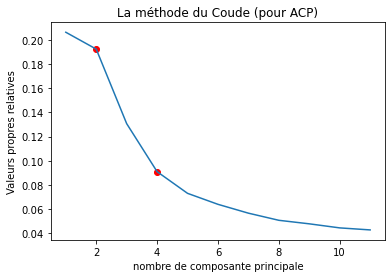 La méthode du Coude (pour ACP)
Valeurs propres relatives
0.20
0.18
0.16
0.14
0.12
0.10
0.08
0.06
0.04
2 4 6 8 10
nombre de composante principale